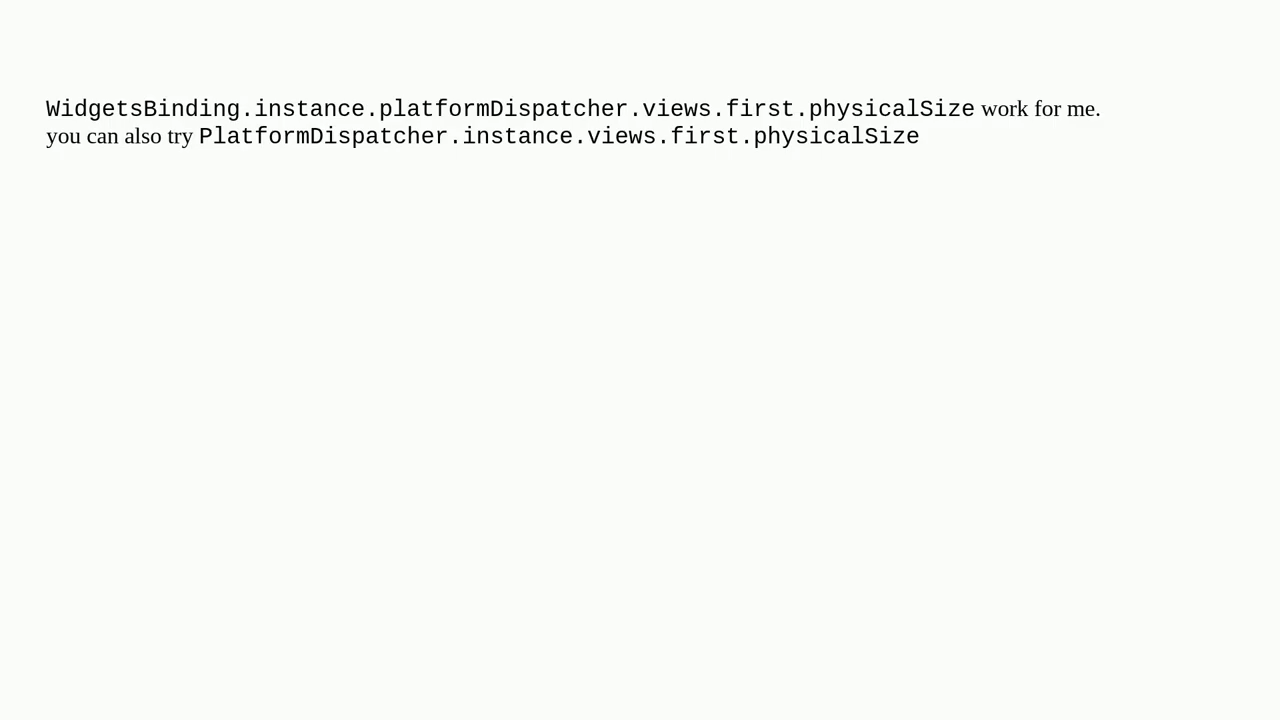 WidgetsBinding.instance.platformDispatcher.views.first.physicalSize work for me.
you can also try PlatformDispatcher.instance.views.first.physicalSize